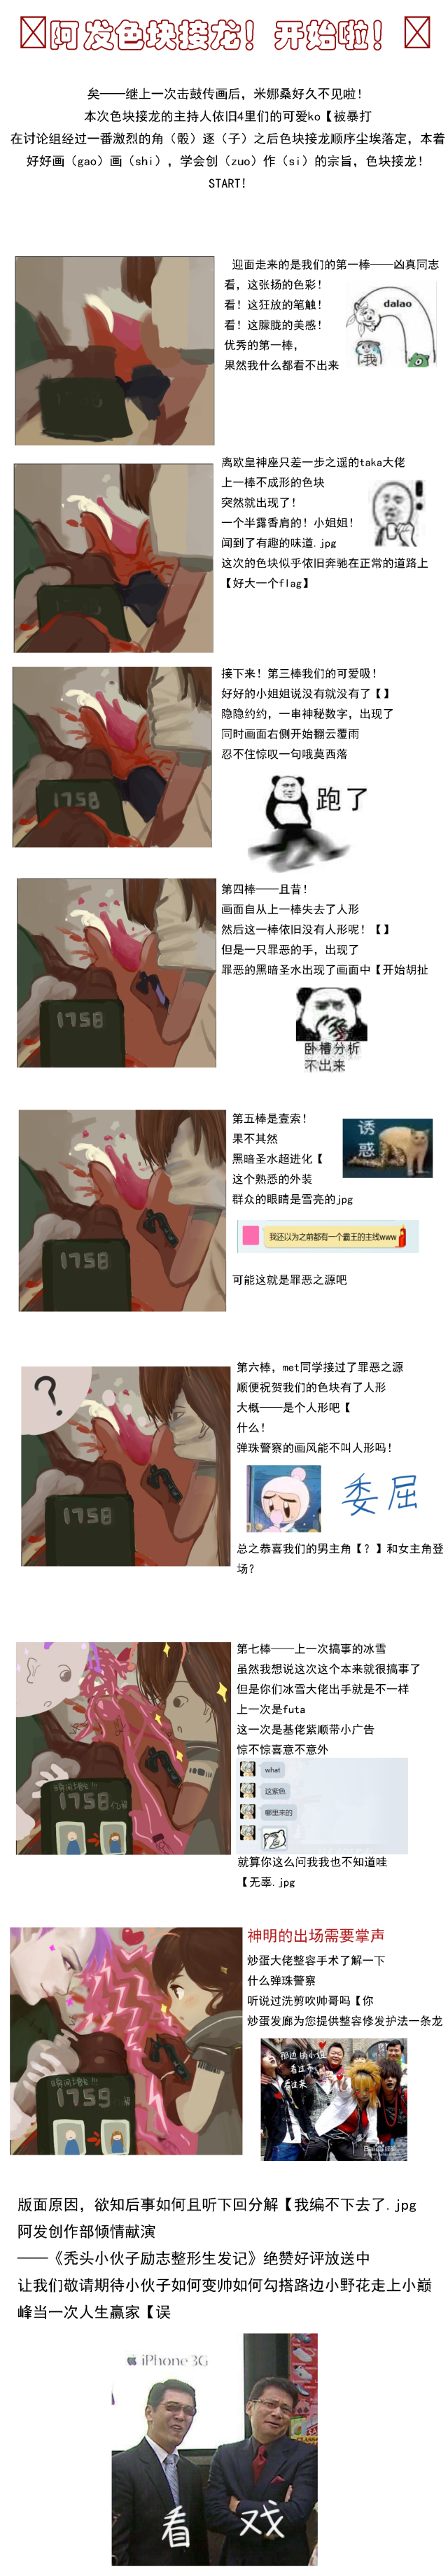 阿发色块接龙！开始啦！
矣——继上一次击鼓传画后，米娜桑好久不见啦！
本次色块接龙的主持人依旧4里们的可爱ko【被暴打
在讨论组经过一番激烈的角（骰）逐（子）之后色块接龙顺序尘埃落定，本着
好好画（gao）画（shi），学会创（zuo）作（si）的宗旨，色块接龙！
START！
迎面走来的是我们的第一棒——凶真同志
看，这张扬的色彩！
看！这狂放的笔触！
看！这朦胧的美感！
优秀的第一棒，
果然我什么都看不出来
dalao
我
离欧皇神座只差一步之遥的taka大佬
上一棒不成形的色块
突然就出现了！
一个半露香肩的！小姐姐！
闻到了有趣的味道.jpg
这次的色块似乎依旧奔驰在正常的道路上
【好大一个flag】
接下来！第三棒我们的可爱吸！
好好的小姐姐说没有就没有了【】
隐隐约约，一串神秘数字，出现了
同时画面右侧开始翻云覆雨
忍不住惊叹一句哦莫西落
1758
跑了
第四棒——且昔！
画面自从上一棒失去了人形
然后这一棒依旧没有人形呢！【】
但是一只罪恶的手，出现了
罪恶的黑暗圣水出现了画面中【开始胡扯
1758
卧槽分析
不出来
第五棒是壹索！
果不其然
黑暗圣水超进化【
这个熟悉的外装
群众的眼睛是雪亮的jpg
诱
惑
1758
我还以为之前都有一个霸王的主线www
可能这就是罪恶之源吧
第六棒，met同学接过了罪恶之源
顺便祝贺我们的色块有了人形
大概——是个人形吧【
什么！
弹珠警察的画风能不叫人形吗！
?
1758
委屈
总之恭喜我们的男主角【？】和女主角登
场？
第七棒——上一次搞事的冰雪
虽然我想说这次这个本来就很搞事了
但是你们冰雪大佬出手就是不一样
上一次是futa
这一次是基佬紫顺带小广告
惊不惊喜意不意外
1758
what
这紫色
哪里来的
就算你这么问我我也不知道哇
【无辜.jpg
神明的出场需要掌声
炒蛋大佬整容手术了解一下
什么弹珠警察
听说过洗剪吹帅哥吗【你
炒蛋发廊为您提供整容修发护法一条龙
1759
版面原因，欲知后事如何且听下回分解【我编不下去了.jpg
阿发创作部倾情献演
——《秃头小伙子励志整形生发记》绝赞好评放送中
让我们敬请期待小伙子如何变帅如何勾搭路边小野花走上小巅
峰当一次人生赢家【误
iPhone 3G
看戏